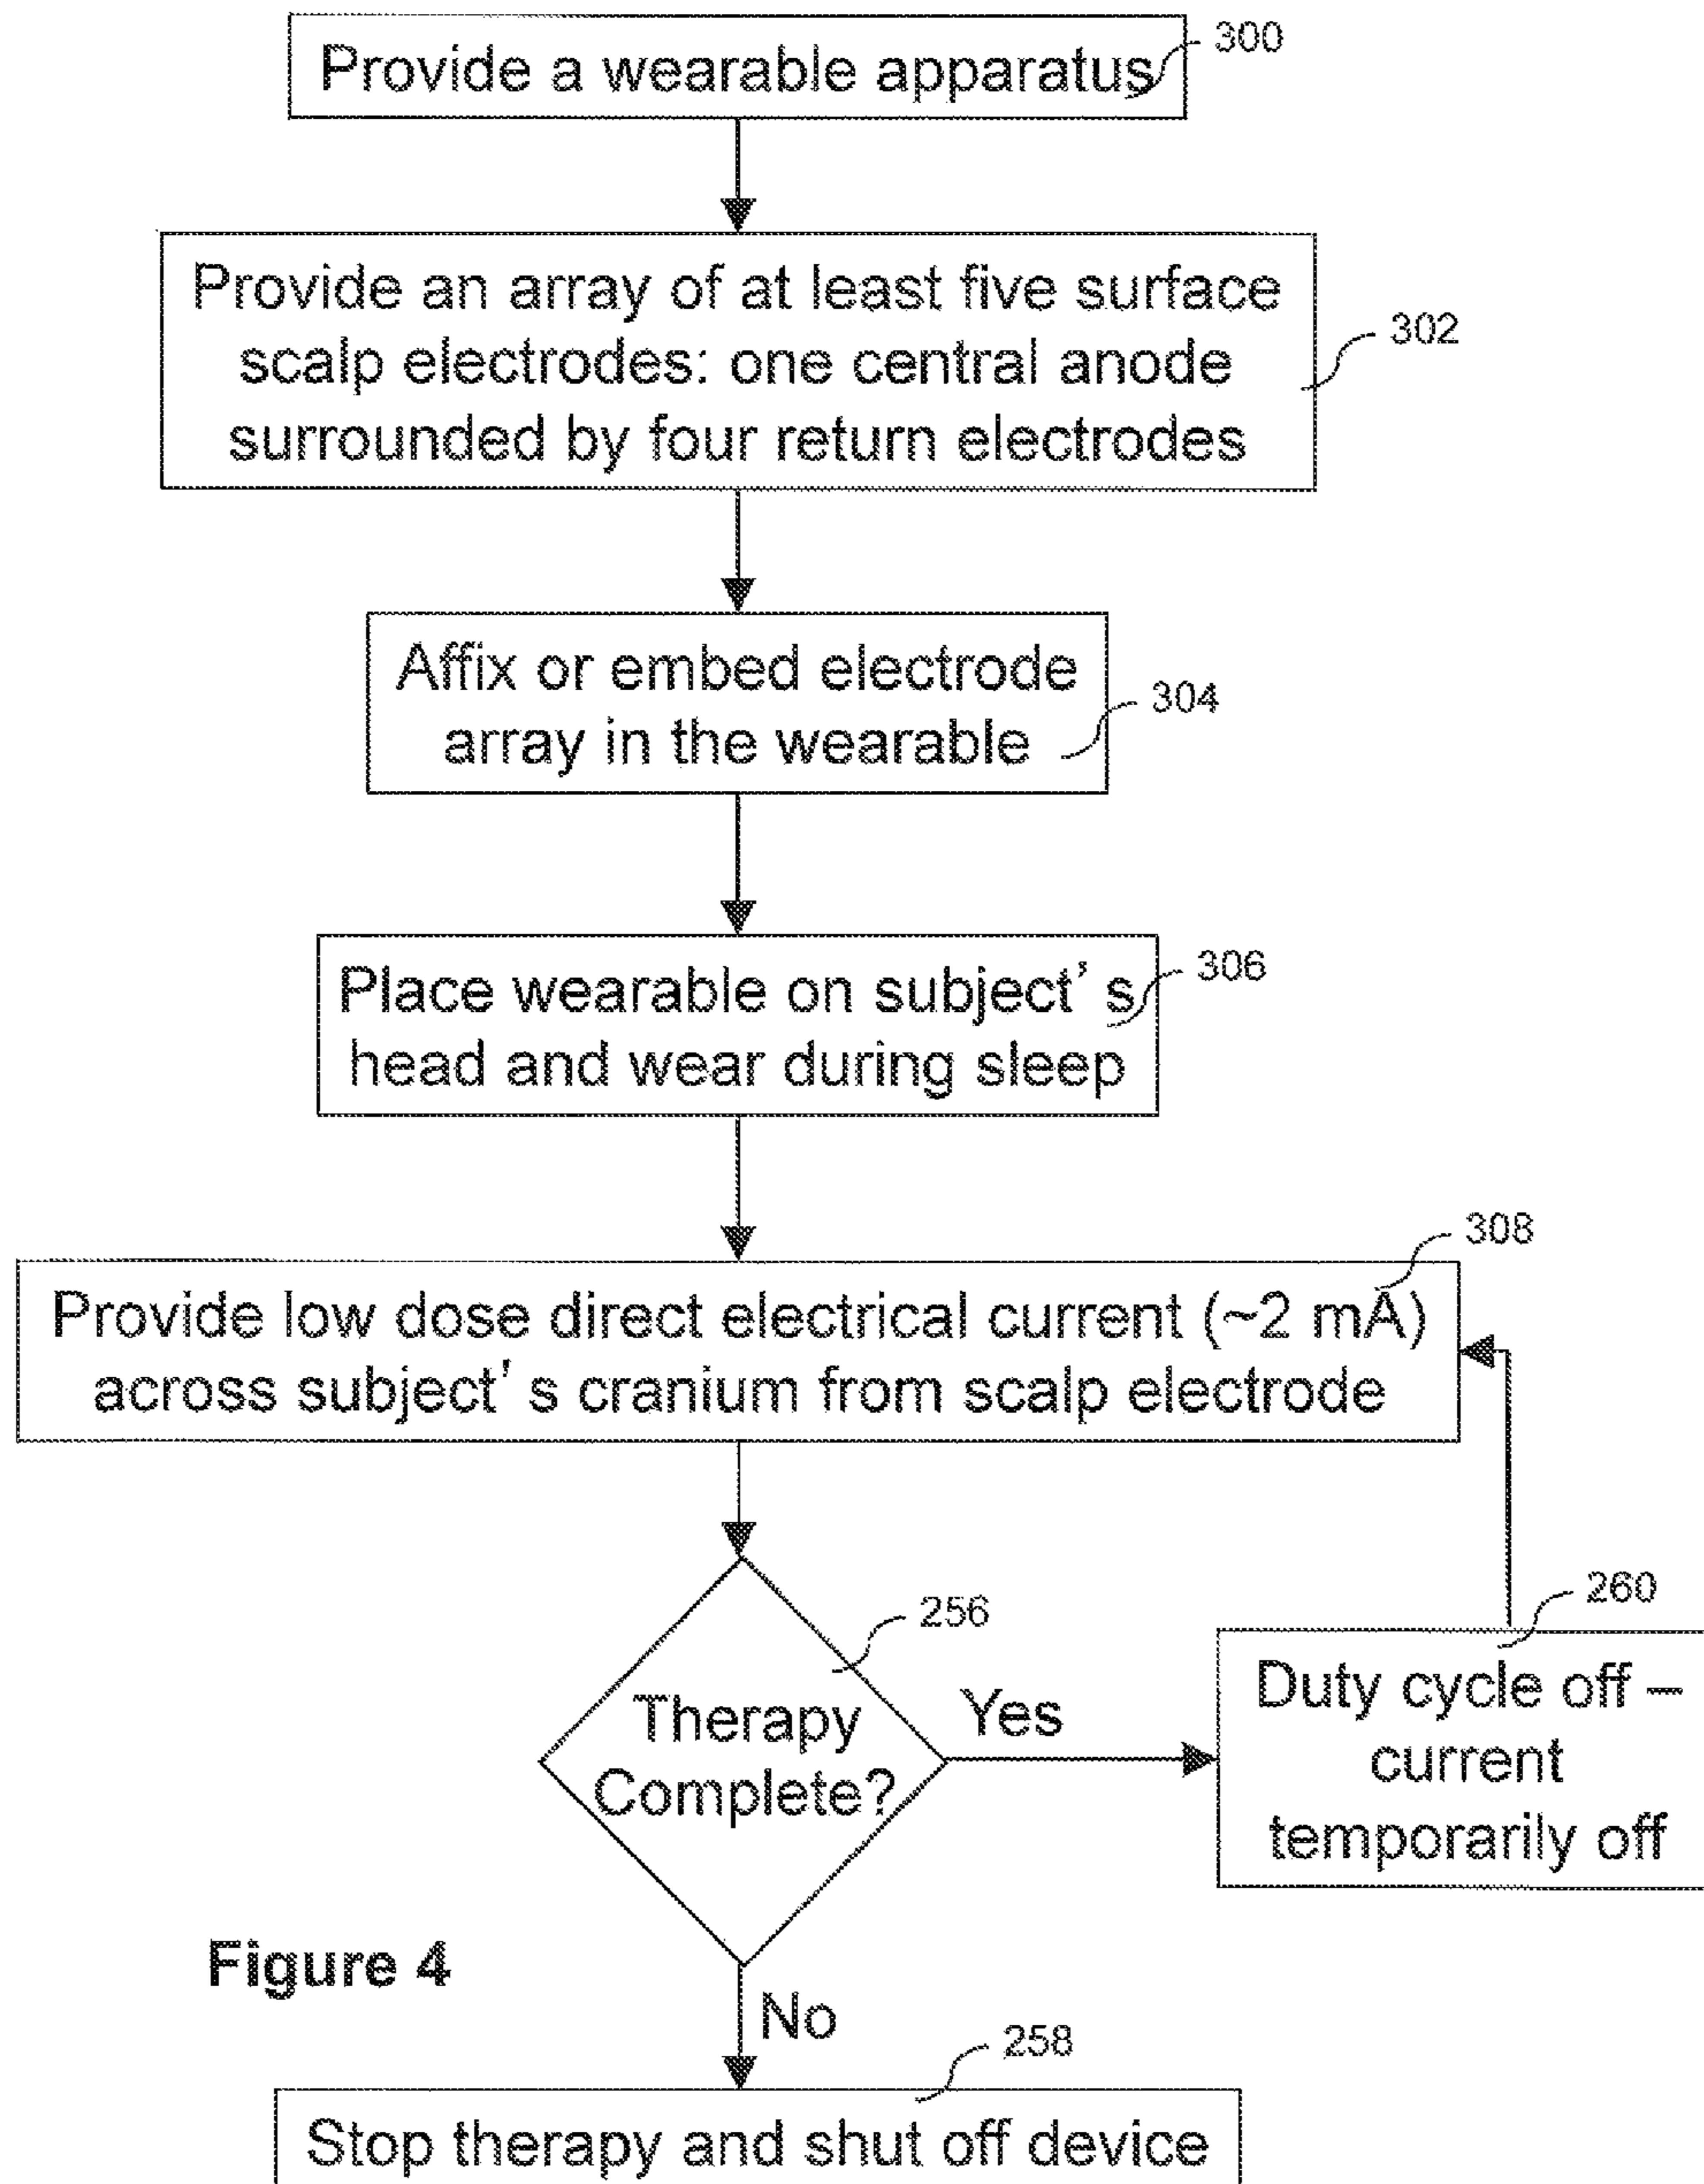 Provide a wearable apparatus
300
Provide an array of at least five surface
scalp electrodes: one central anode
surrounded by four return electrodes
302
Affix or embed electrode
array in the wearable
304
Place wearable on subject' s
head and wear during sleep
306
308
Provide low dose direct electrical current (~2 mA)
across subject' s cranium from scalp electrode
256
Therapy
Complete?
Yes
260
Duty cycle off –
current
temporarily off
Figure 4
No
258
Stop therapy and shut off device